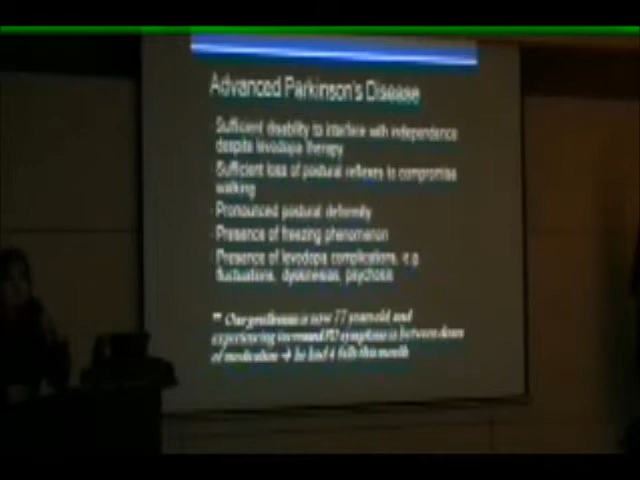 Advanced Parkinson's Disease
Sufficient disability to interfere with independence
despite levodopa therapy
Sufficient loss of postural reflexes to compromise
walking
Pronounced postural deformity
Presence of freezing phenomenon
Presence of levodopa complications, e.g.
fluctuations, dyskinesias, psychosis
Our gentleman is now 77 years old and
experiencing increased PD symptoms in between doses
of medication → he had 4 falls this month